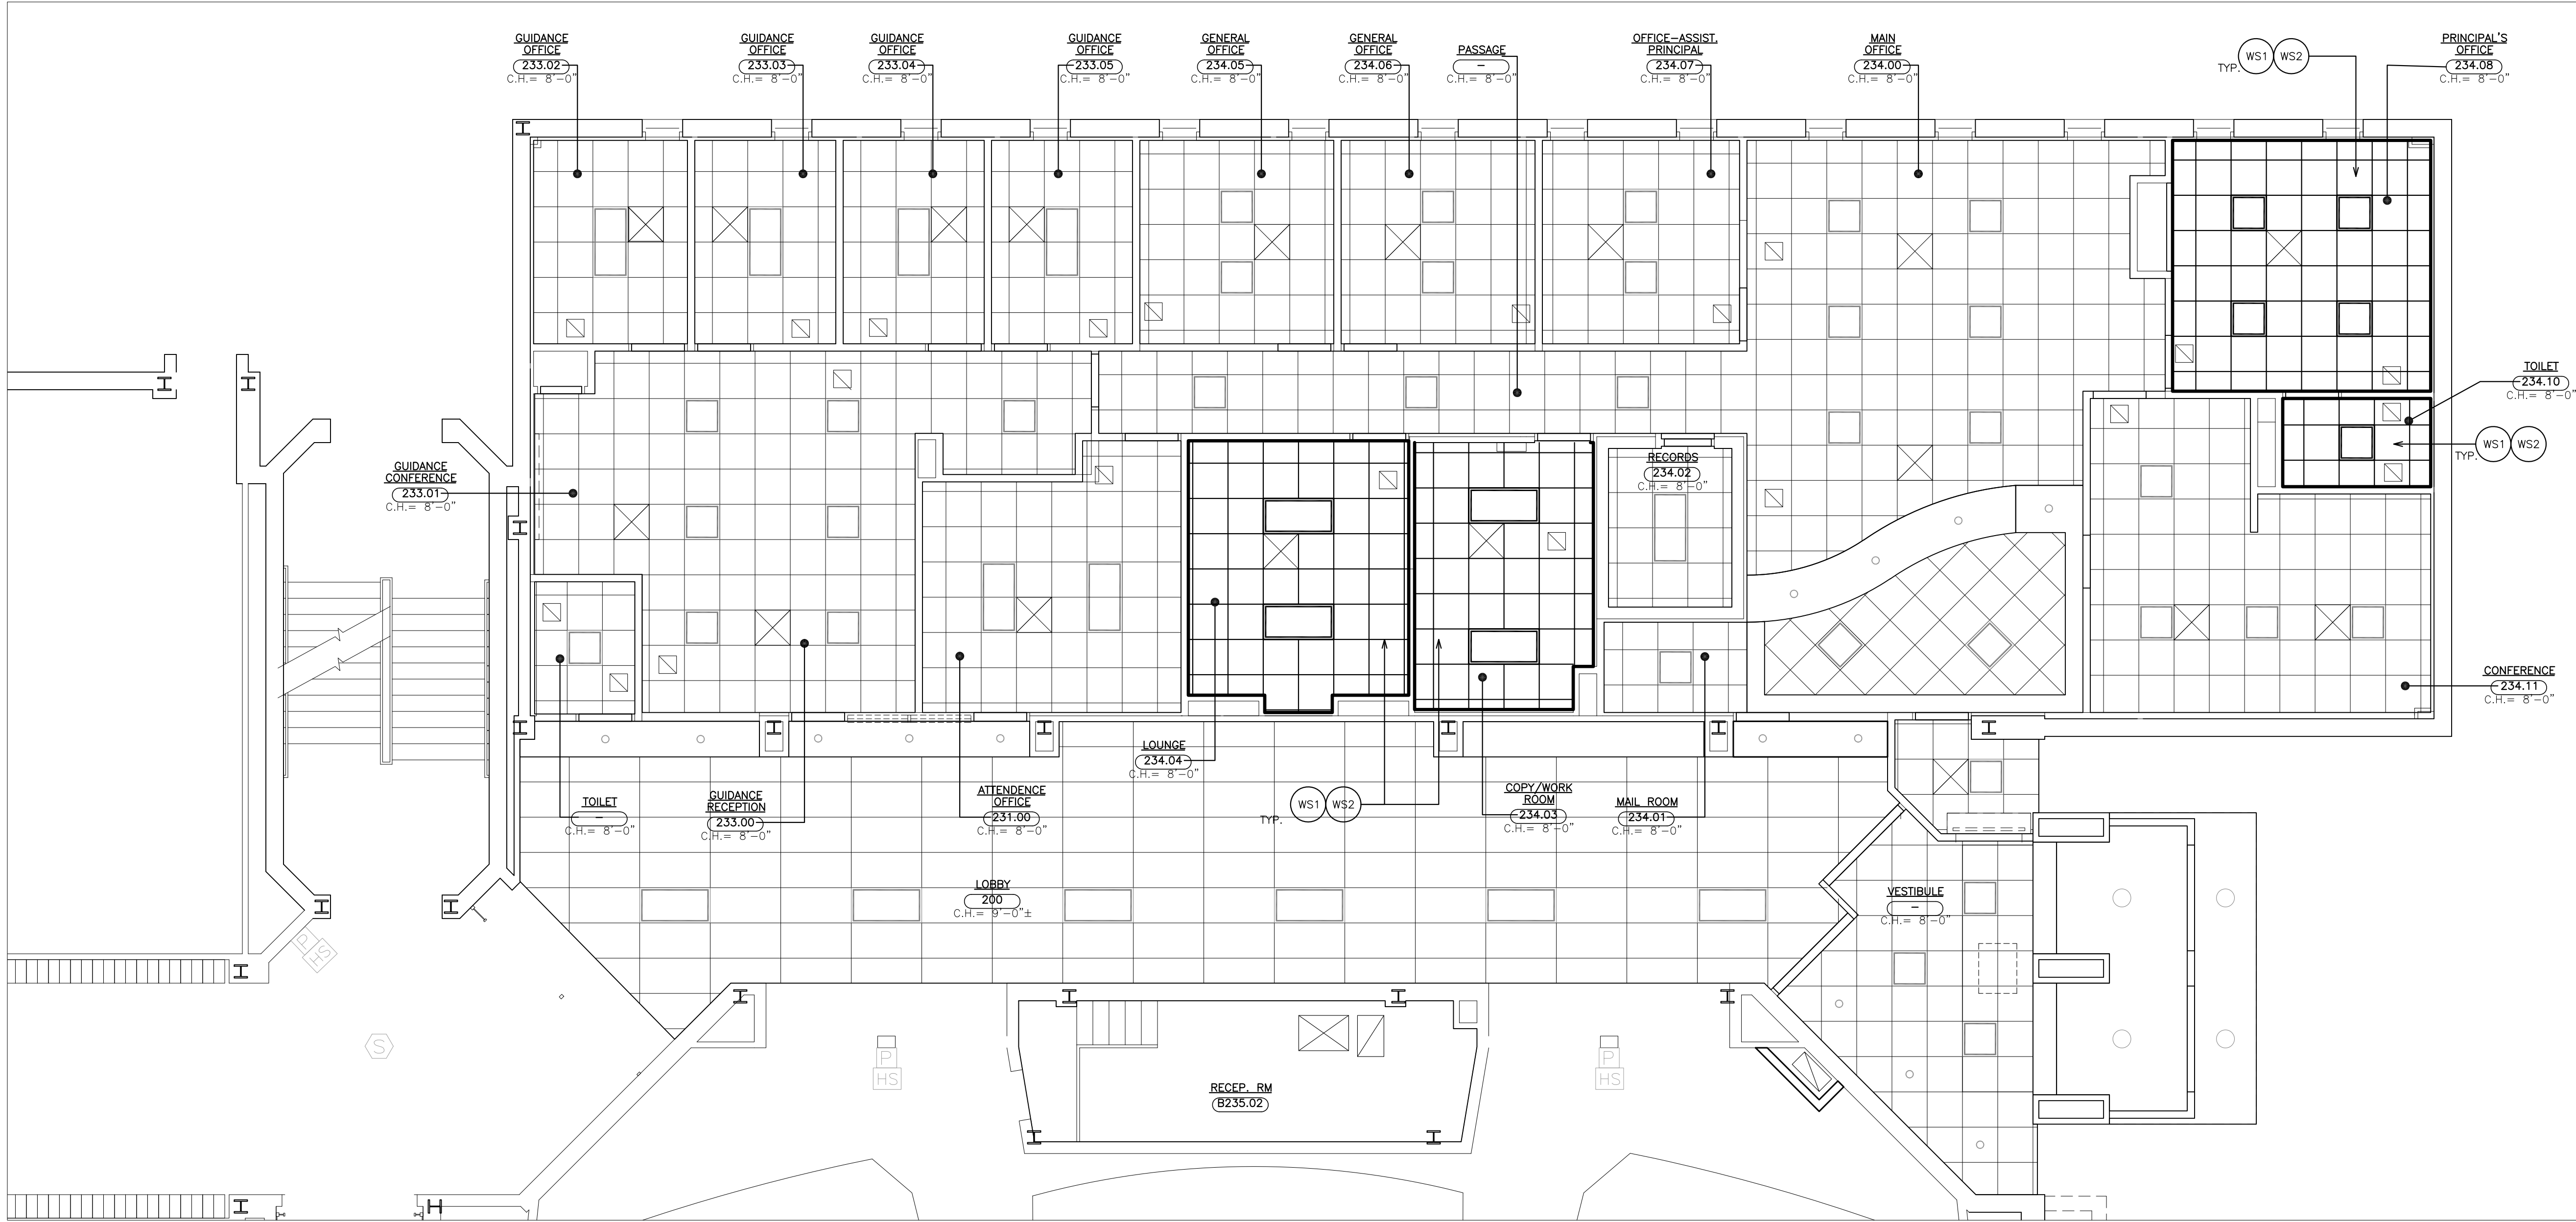 GUIDANCE
OFFICE
233.02
C.H.= 8'-0"
GUIDANCE
OFFICE
233.03
C.H.= 8'-0"
GUIDANCE
OFFICE
233.04
C.H.= 8'-0"
GUIDANCE
OFFICE
233.05
C.H.= 8'-0"
GENERAL
OFFICE
234.05
C.H.= 8'-0"
GENERAL
OFFICE
234.06
C.H.= 8'-0"
PASSAGE
-
C.H.= 8'-0"
OFFICE-ASSIST.
PRINCIPAL
234.07
C.H.= 8'-0"
MAIN
OFFICE
234.00
C.H.= 8'-0"
TYP. WS1 WS2
PRINCIPAL'S
OFFICE
234.08
C.H.= 8'-0"
TOILET
234.10
C.H.= 8'-0"
TYP. WS1 WS2
GUIDANCE
CONFERENCE
233.01
C.H.= 8'-0"
RECORDS
234.02
C.H.= 8'-0"
CONFERENCE
234.11
C.H.= 8'-0"
TOILET
-
C.H.= 8'-0"
GUIDANCE
RECEPTION
233.00
C.H.= 8'-0"
ATTENDENCE
OFFICE
231.00
C.H.= 8'-0"
LOUNGE
234.04
C.H.= 8'-0"
TYP. WS1 WS2
COPY/WORK
ROOM
234.03
C.H.= 8'-0"
MAIL ROOM
234.01
C.H.= 8'-0"
LOBBY
200
C.H.= 9'-0"±
VESTIBULE
-
C.H.= 8'-0"
P
HS
S
P
HS
P
HS
RECEP. RM
B235.02